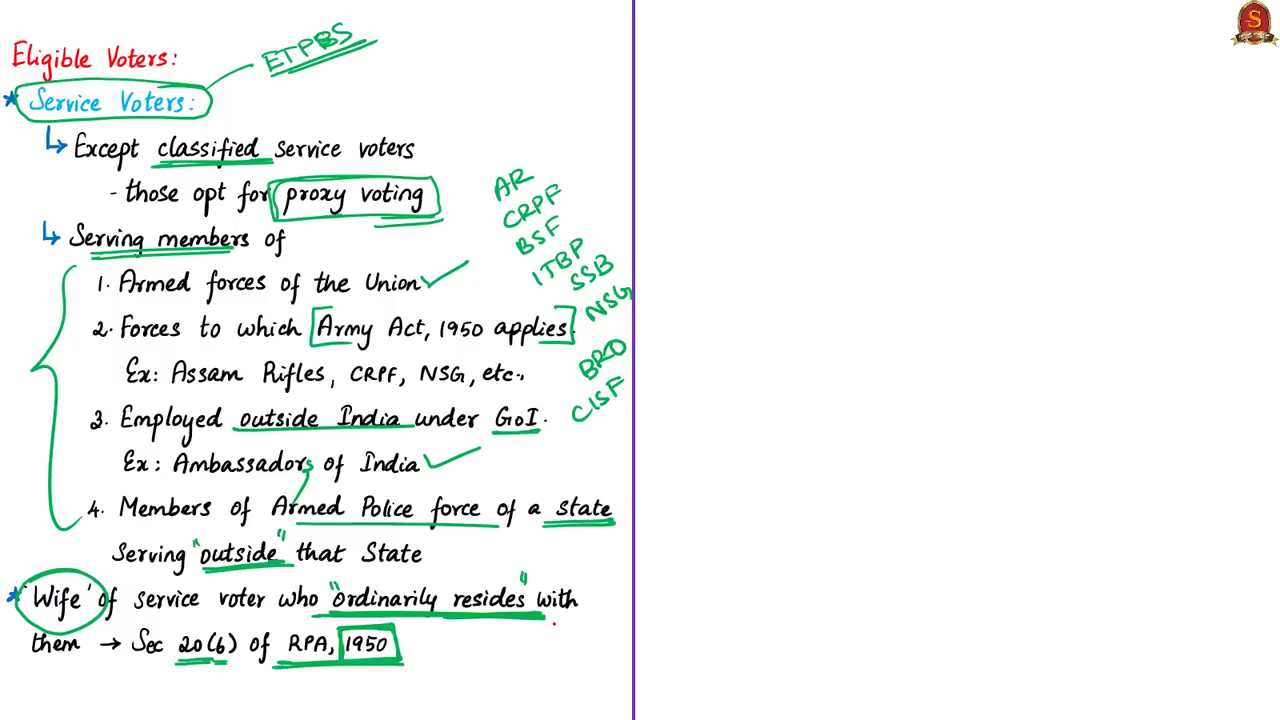 ETPBS
Eligible Voters:
* Service Voters:
↳ Except classified service voters
- those opt for proxy voting
↳ Serving members of
1. Armed forces of the Union ✓
2. Forces to which Army Act, 1950 applies.
Ex: Assam Rifles, CRPF, NSG, etc.,
3. Employed outside India under GoI.
Ex: Ambassadors of India ✓
4. Members of Armed Police force of a state
Serving "outside" that State
* 'Wife' of service voter who "ordinarily resides" with
them → Sec 20(6) of RPA, 1950
AR
CRPF
BSF
ITBP
SSB
NSG
BRO
CISF
S